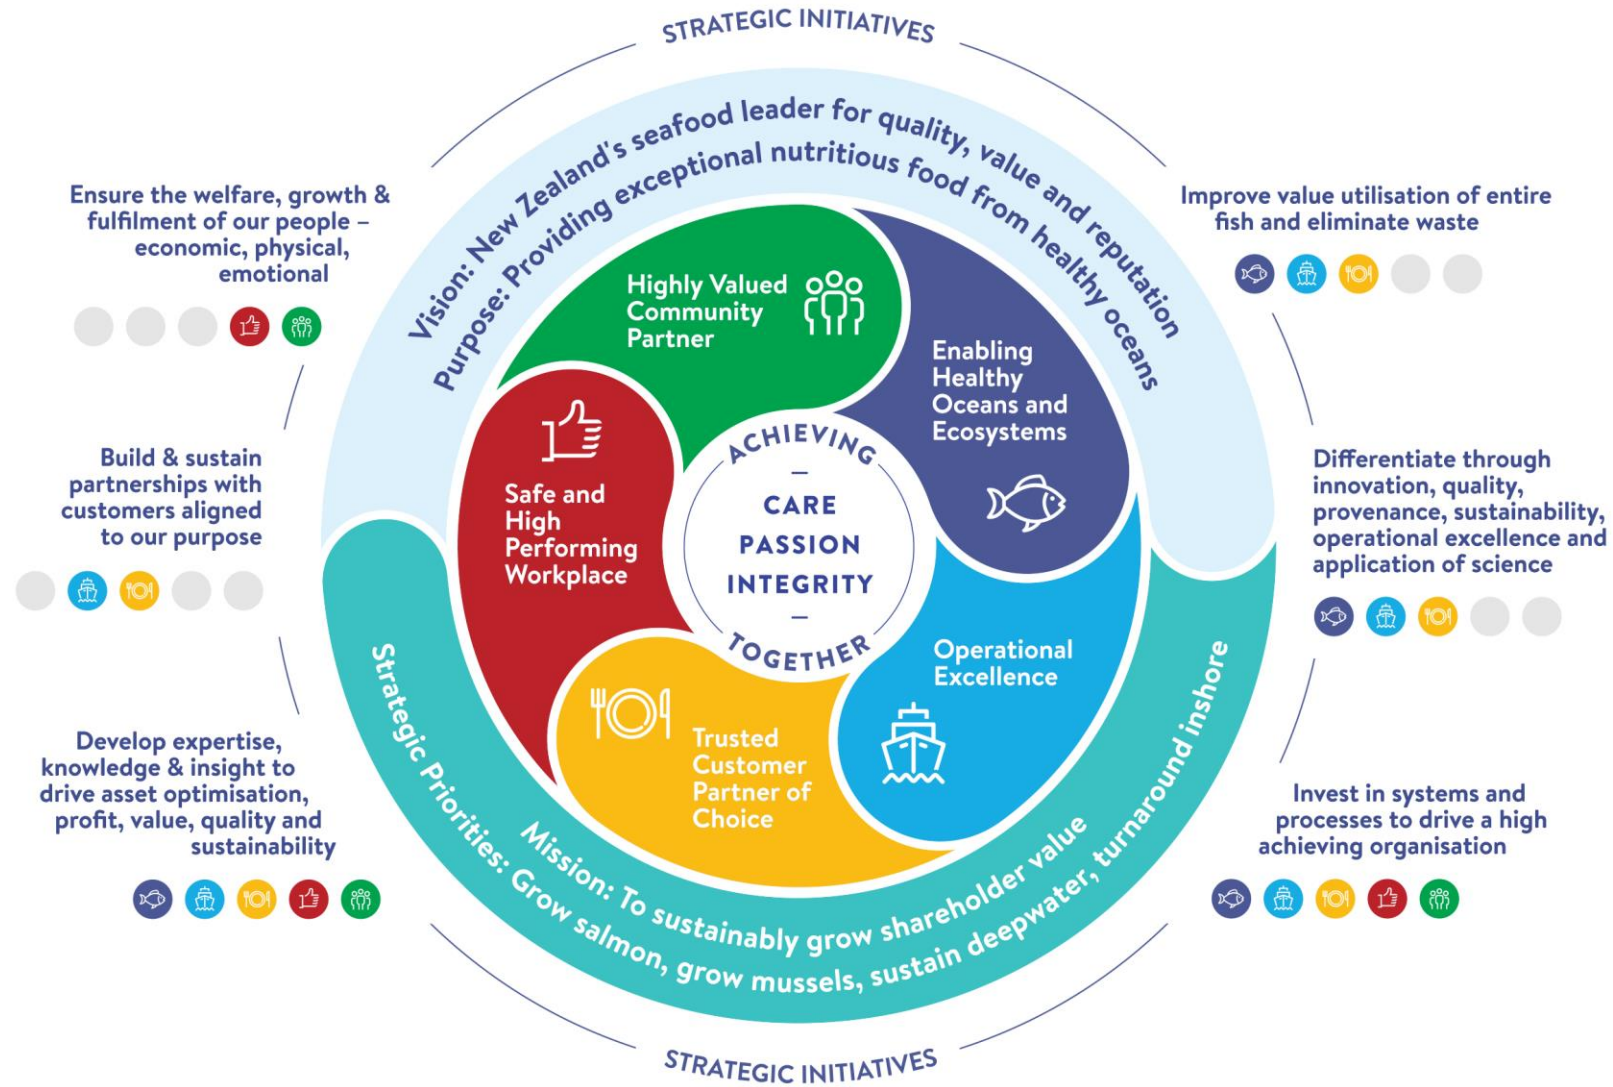 STRATEGIC INITIATIVES
Vision: New Zealand's seafood leader for quality, value and reputation
Purpose: Providing exceptional nutritious food from healthy oceans
Ensure the welfare, growth &
fulfilment of our people –
economic, physical,
emotional
Build & sustain
partnerships with
customers aligned
to our purpose
Develop expertise,
knowledge & insight to
drive asset optimisation,
profit, value, quality and
sustainability
Highly Valued
Community
Partner
Enabling
Healthy
Oceans and
Ecosystems
Safe and
High
Performing
Workplace
ACHIEVING
CARE
PASSION
INTEGRITY
TOGETHER
Operational
Excellence
Trusted
Customer
Partner of
Choice
Improve value utilisation of entire
fish and eliminate waste
Differentiate through
innovation, quality,
provenance, sustainability,
operational excellence and
application of science
Invest in systems and
processes to drive a high
achieving organisation
Mission: To sustainably grow shareholder value
Strategic Priorities: Grow salmon, grow mussels, sustain deepwater, turnaround inshore
STRATEGIC INITIATIVES